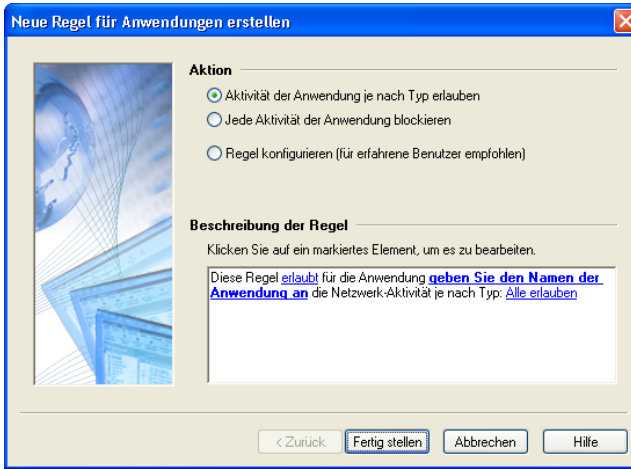 Neue Regel für Anwendungen erstellen
Aktion
Aktivität der Anwendung je nach Typ erlauben
Jede Aktivität der Anwendung blockieren
Regel konfigurieren (für erfahrene Benutzer empfohlen)
Beschreibung der Regel
Klicken Sie auf ein markiertes Element, um es zu bearbeiten.
Diese Regel erlaubt für die Anwendung geben Sie den Namen der
Anwendung an die Netzwerk-Aktivität je nach Typ: Alle erlauben
< Zurück Fertig stellen Abbrechen Hilfe